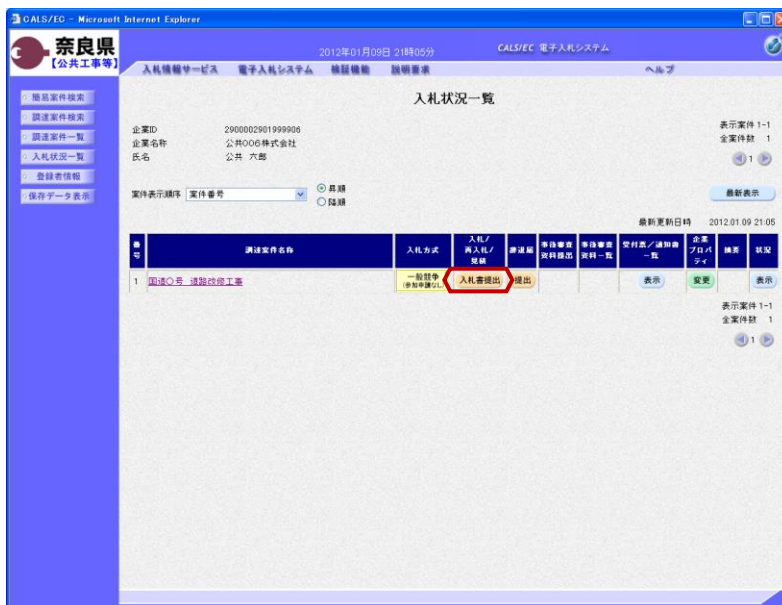 CALS/EC - Microsoft Internet Explorer
奈良県
【公共工事等】
2012年01月09日 21時05分
CALS/EC 電子入札システム
入札情報サービス 電子入札システム 検証機能 説明要求 ヘルプ
簡易案件検索
調達案件検索
調達案件一覧
入札状況一覧
登録者情報
保存データ表示
入札状況一覧
企業ID 2900002901999906
企業名称 公共006株式会社
氏名 公共 六郎
表示案件 1-1
全案件数 1
1
案件表示順序 案件番号
昇順
降順
最新表示
最新更新日時 2012.01.09 21:05
番号 調達案件名称 入札方式 入札/再入札/見積 辞退届 事後審査資料提出 事後審査資料一覧 受付票/通知書一覧 企業プロパティ 摘要 状況
1 国道〇号 道路改修工事 一般競争(参加申請なし) 入札書提出 提出 表示 変更 表示
表示案件 1-1
全案件数 1
1